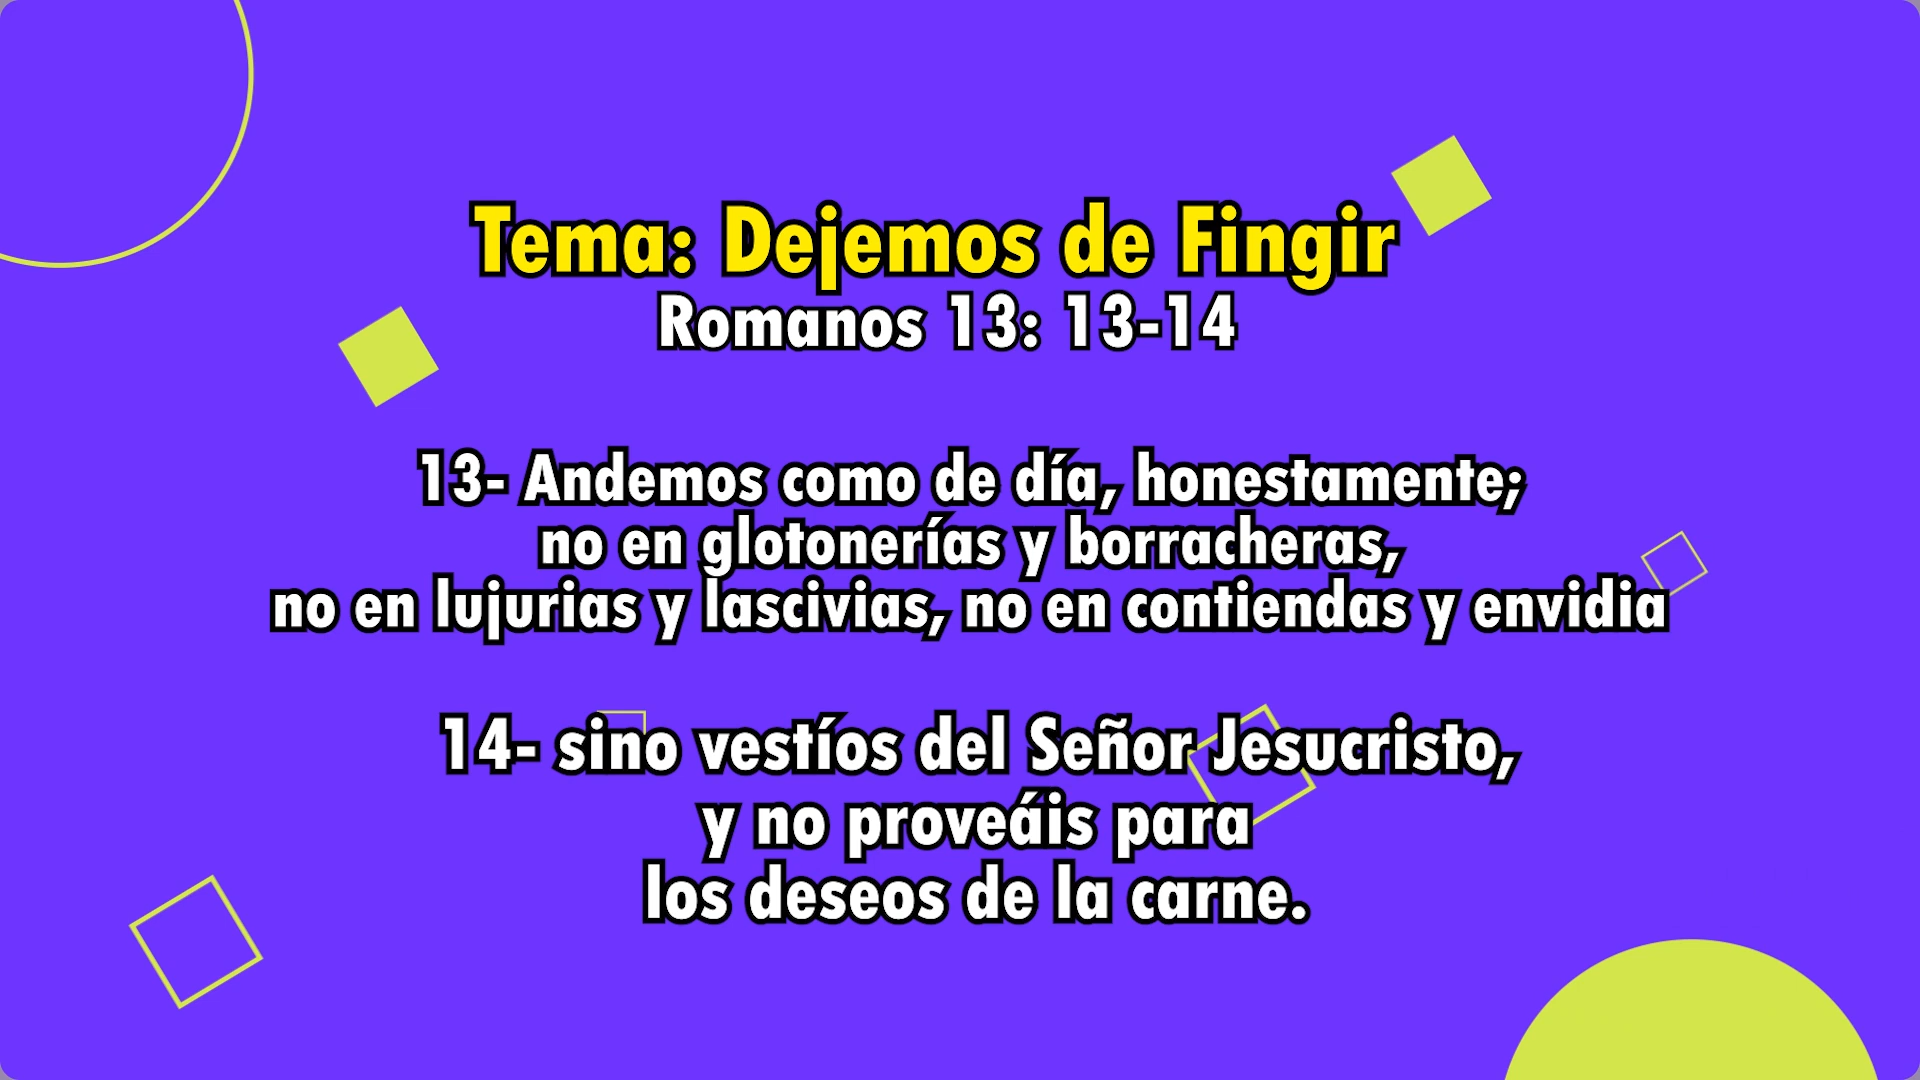 Tema: Dejemos de Fingir
Romanos 13: 13-14
13- Andemos como de día, honestamente;
no en glotonerías y borracheras,
no en lujurias y lascivias, no en contiendas y envidia
14- sino vestíos del Señor Jesucristo,
y no proveáis para
los deseos de la carne.